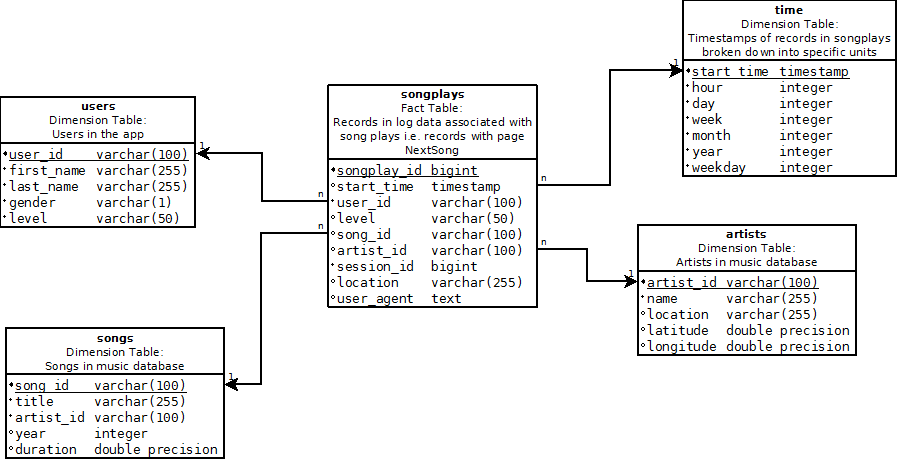 time
Dimension Table:
Timestamps of records in songplays
broken down into specific units
start_time timestamp
hour integer
day integer
week integer
month integer
year integer
weekday integer
songplays
Fact Table:
Records in log data associated with
song plays i.e. records with page
NextSong
songplay_id bigint
start_time timestamp
user_id varchar(100)
level varchar(50)
song_id varchar(100)
artist_id varchar(100)
session_id bigint
location varchar(255)
user_agent text
users
Dimension Table:
Users in the app
user_id varchar(100)
first_name varchar(255)
last_name varchar(255)
gender varchar(1)
level varchar(50)
artists
Dimension Table:
Artists in music database
artist_id varchar(100)
name varchar(255)
location varchar(255)
latitude double precision
longitude double precision
songs
Dimension Table:
Songs in music database
song_id varchar(100)
title varchar(255)
artist_id varchar(100)
year integer
duration double precision
1
n
n
1
n
1
n
1